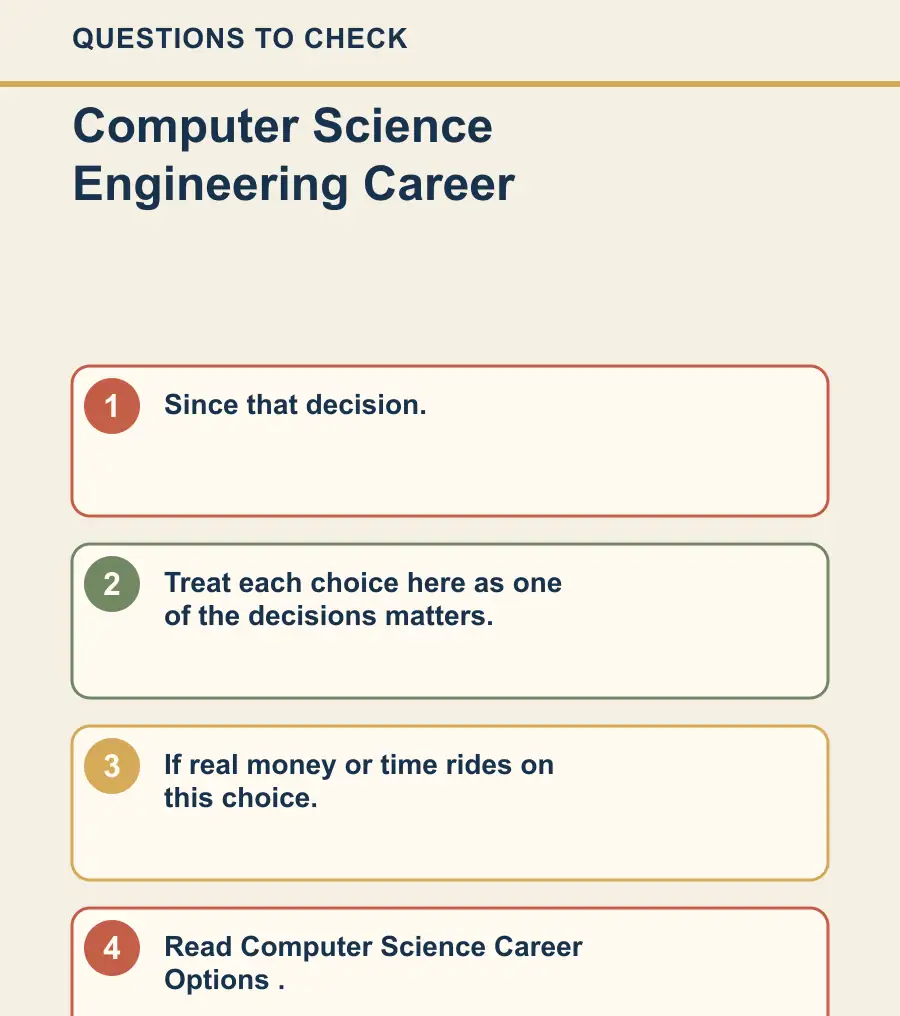 QUESTIONS TO CHECK
Computer Science
Engineering Career
1
Since that decision.
2
Treat each choice here as one
of the decisions matters.
3
If real money or time rides on
this choice.
4
Read Computer Science Career
Options .